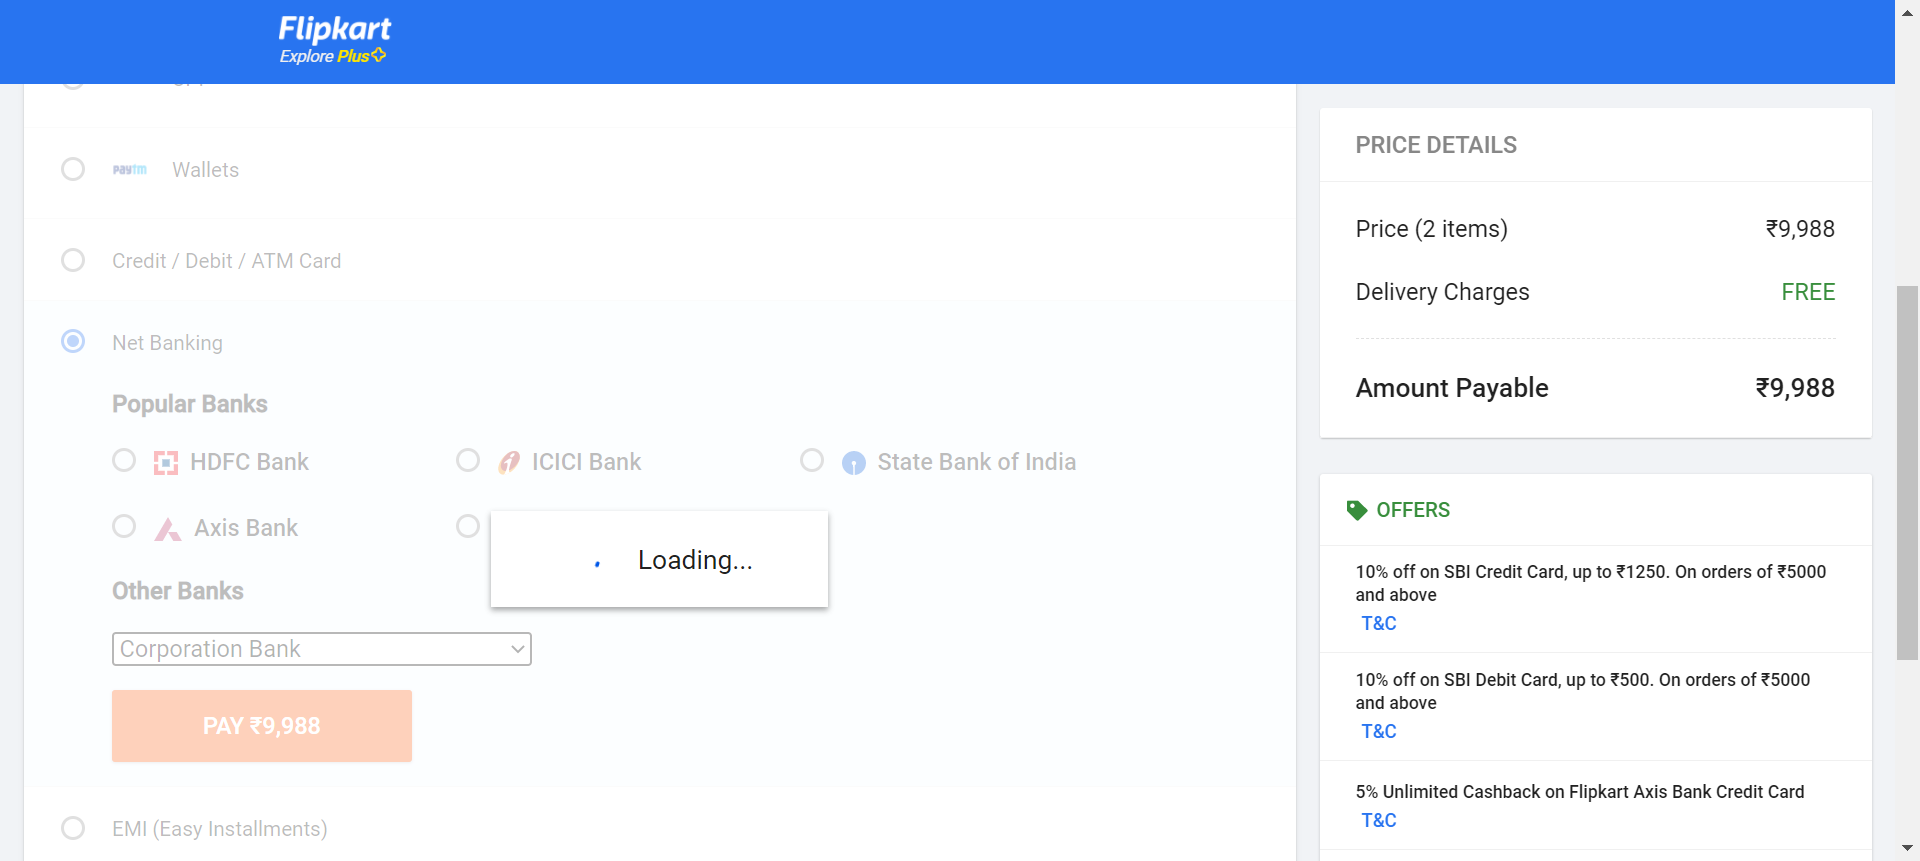 Flipkart
Explore Plus
paytm Wallets
Credit / Debit / ATM Card
Net Banking
Popular Banks
HDFC Bank
ICICI Bank
State Bank of India
Axis Bank
Loading...
Other Banks
Corporation Bank
PAY ₹9,988
EMI (Easy Installments)
PRICE DETAILS
Price (2 items) ₹9,988
Delivery Charges FREE
Amount Payable ₹9,988
OFFERS
10% off on SBI Credit Card, up to ₹1250. On orders of ₹5000
and above
T&C
10% off on SBI Debit Card, up to ₹500. On orders of ₹5000
and above
T&C
5% Unlimited Cashback on Flipkart Axis Bank Credit Card
T&C